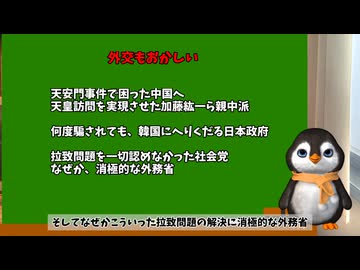 外交もおかしい
天安門事件で困った中国へ
天皇訪問を実現させた加藤紘一ら親中派
何度騙されても、韓国にへりくだる日本政府
拉致問題を一切認めなかった社会党
なぜか、消極的な外務省
そしてなぜかこういった拉致問題の解決に消極的な外務省